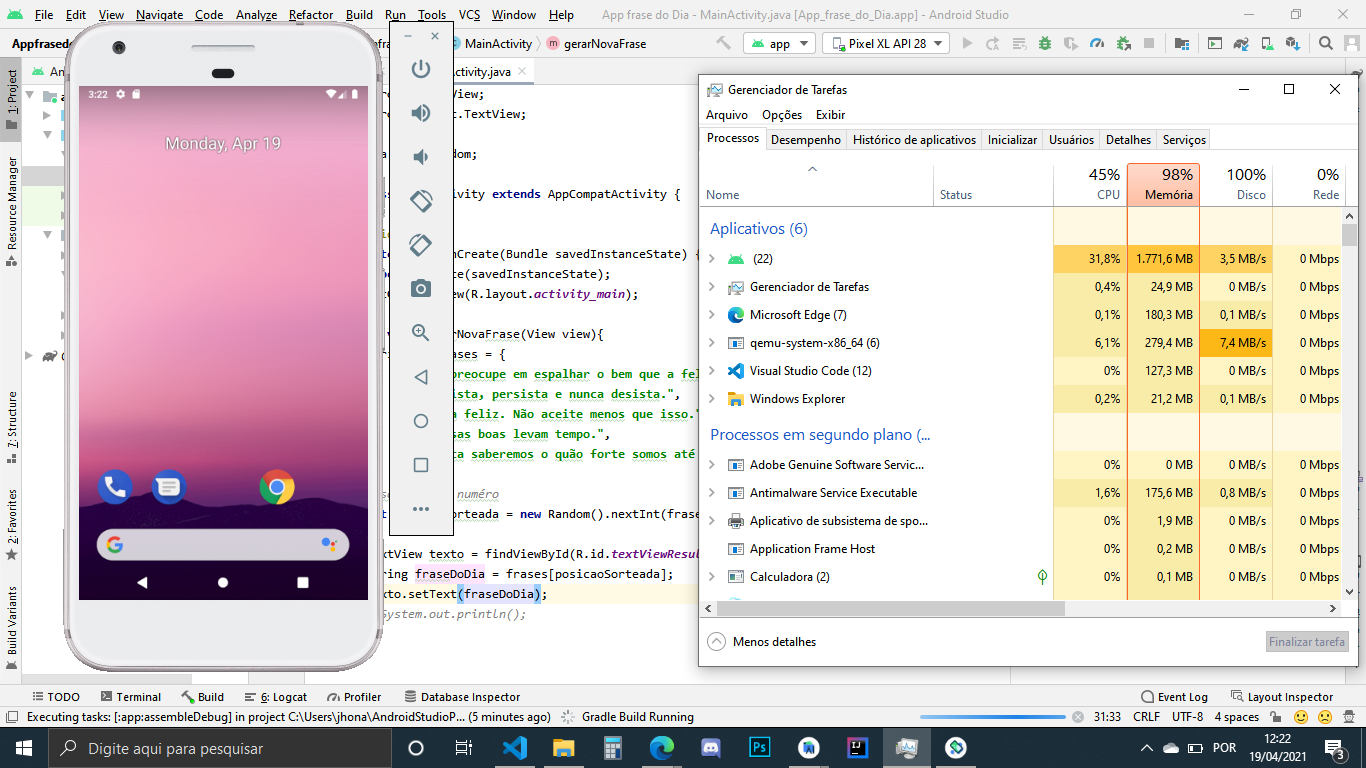 File Edit View Navigate Code Analyze Refactor Build Run Tools VCS Window Help App frase do Dia - MainActivity.java [App_frase_do_Dia.app] - Android Studio
Appfrasedo MainActivity gerarNovaFrase app Pixel XL API 28
1: Project
Resource Manager
7: Structure
2: Favorites
Build Variants
3:22
Monday, Apr 19
ctivity.java
View;
t.TextView;
dom;
ctivity extends AppCompatActivity {
nCreate(Bundle savedInstanceState) {
te(savedInstanceState);
ew(R.layout.activity_main);
rNovaFrase(View view){
ases = {
preocupe em espalhar o bem que a fel
ista, persista e nunca desista.",
a feliz. Não aceite menos que isso."
sas boas levam tempo.",
ca saberemos o quão forte somos até
numéro
teada = new Random().nextInt(frase
xtView texto = findViewById(R.id.textViewResul
ring fraseDoDia = frases[posicaoSorteada];
xto.setText(fraseDoDia);
System.out.println();
Gerenciador de Tarefas
Arquivo Opções Exibir
Processos Desempenho Histórico de aplicativos Inicializar Usuários Detalhes Serviços
45% 98% 100% 0%
Nome Status CPU Memória Disco Rede
Aplicativos (6)
(22) 31,8% 1.771,6 MB 3,5 MB/s 0 Mbps
Gerenciador de Tarefas 0,4% 24,9 MB 0 MB/s 0 Mbps
Microsoft Edge (7) 0,1% 180,3 MB 0,1 MB/s 0 Mbps
qemu-system-x86_64 (6) 6,1% 279,4 MB 7,4 MB/s 0 Mbps
Visual Studio Code (12) 0% 127,3 MB 0 MB/s 0 Mbps
Windows Explorer 0,2% 21,2 MB 0,1 MB/s 0 Mbps
Processos em segundo plano (...
Adobe Genuine Software Servic... 0% 0 MB 0 MB/s 0 Mbps
Antimalware Service Executable 1,6% 175,6 MB 0,8 MB/s 0 Mbps
Aplicativo de subsistema de spo... 0% 1,9 MB 0 MB/s 0 Mbps
Application Frame Host 0% 0,2 MB 0 MB/s 0 Mbps
Calculadora (2) 0% 0,1 MB 0 MB/s 0 Mbps
Menos detalhes Finalizar tarefa
TODO Terminal Build 6: Logcat Profiler Database Inspector Event Log Layout Inspector
Executing tasks: [:app:assembleDebug] in project C:\Users\jhona\AndroidStudioP... (5 minutes ago) Gradle Build Running 31:33 CRLF UTF-8 4 spaces
Digite aqui para pesquisar POR 12:22
19/04/2021 3